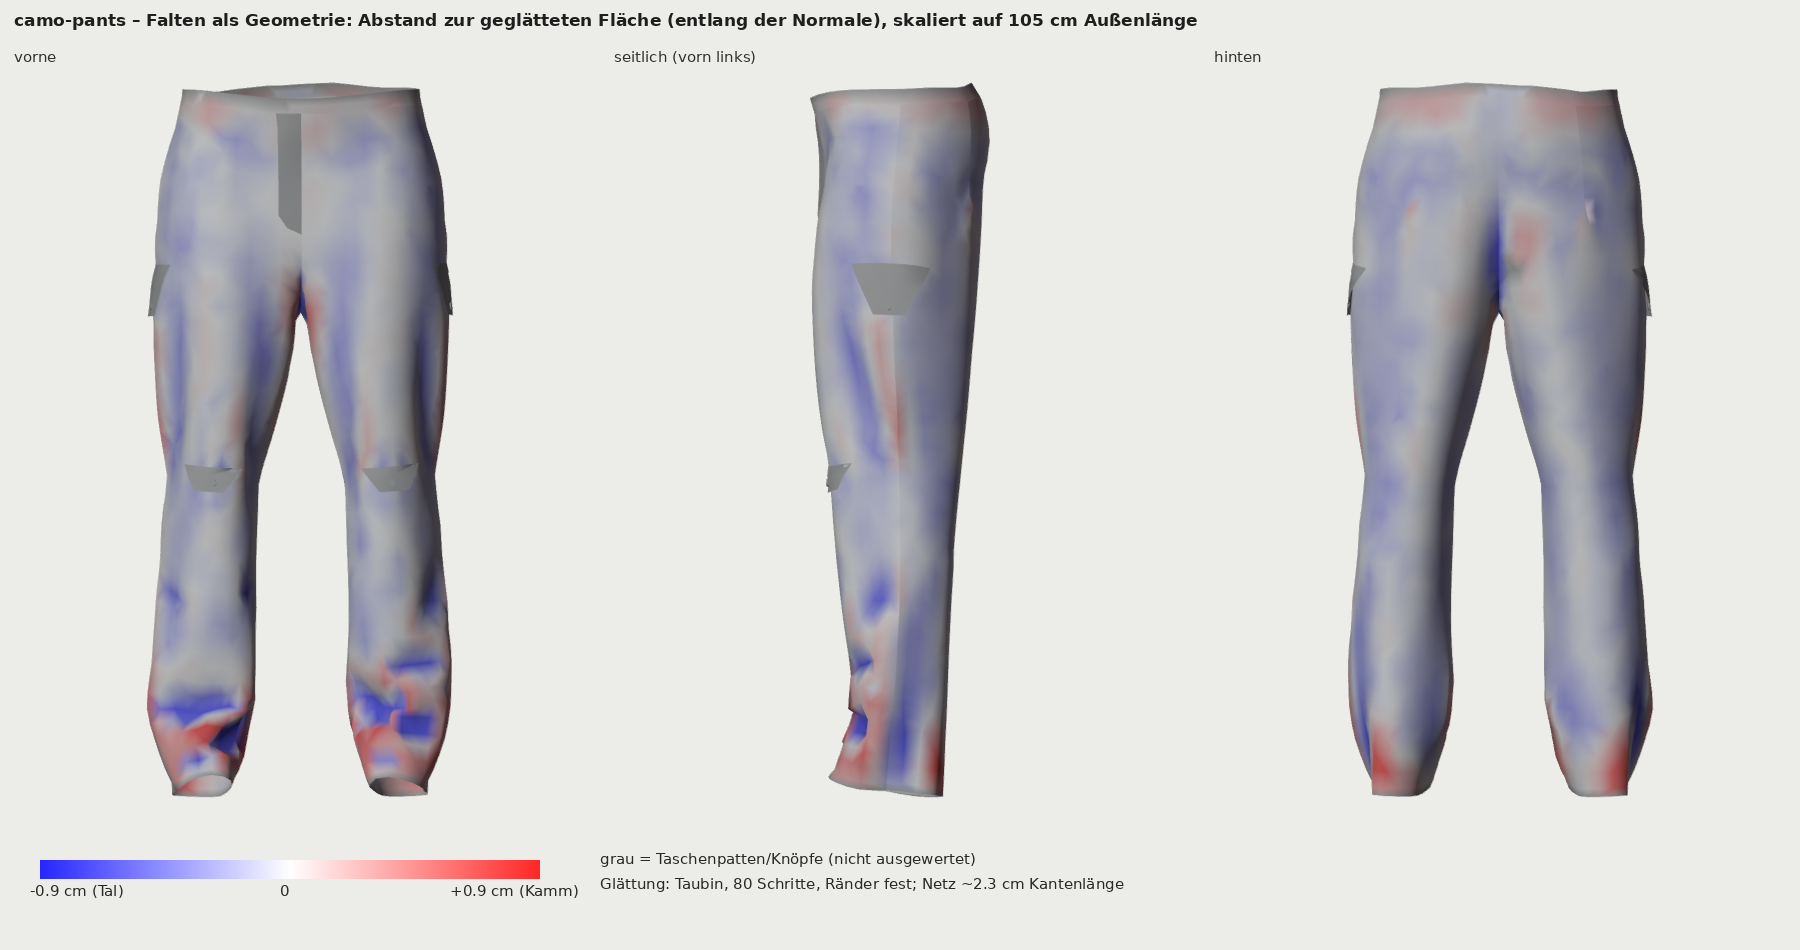 camo-pants – Falten als Geometrie: Abstand zur geglätteten Fläche (entlang der Normale), skaliert auf 105 cm Außenlänge
vorne
seitlich (vorn links)
hinten
-0.9 cm (Tal)
0
+0.9 cm (Kamm)
grau = Taschenpatten/Knöpfe (nicht ausgewertet)
Glättung: Taubin, 80 Schritte, Ränder fest; Netz ~2.3 cm Kantenlänge